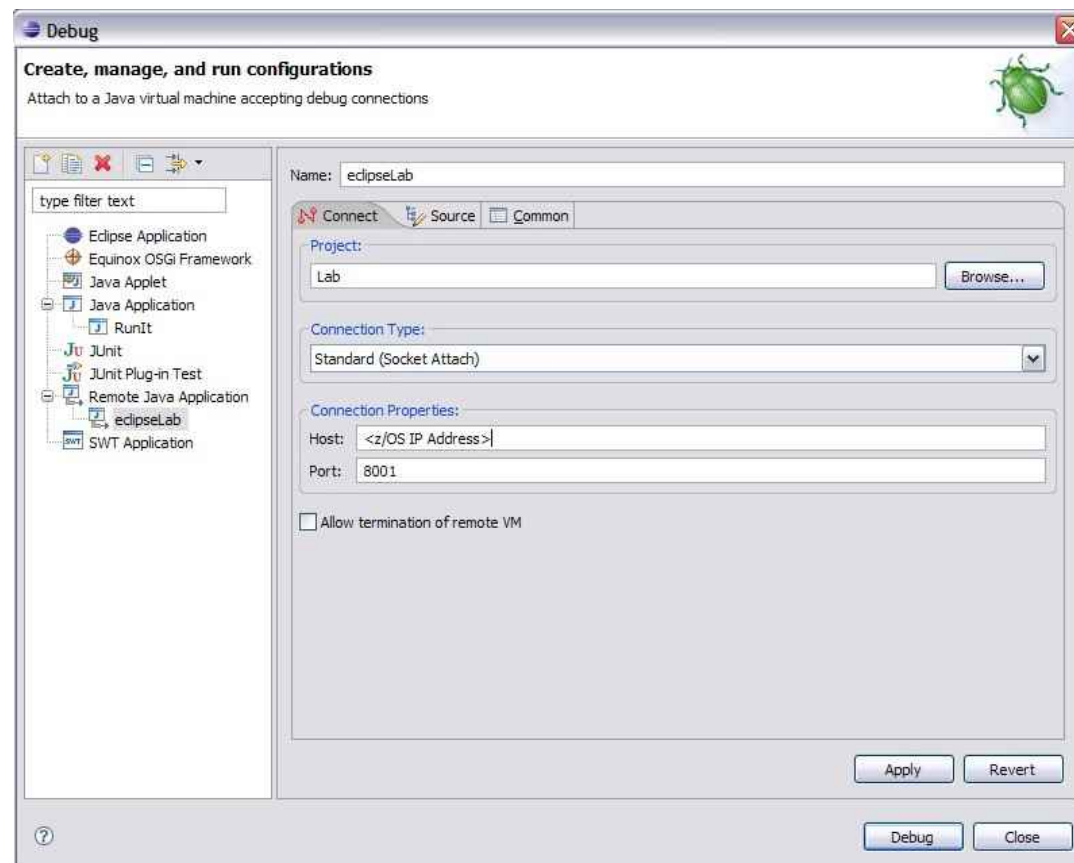 Debug
Create, manage, and run configurations
Attach to a Java virtual machine accepting debug connections
type filter text
Eclipse Application
Equinox OSGi Framework
Java Applet
Java Application
RunIt
JUnit
JUnit Plug-in Test
Remote Java Application
eclipseLab
SWT Application
Name: eclipseLab
Connect Source Common
Project:
Lab
Browse...
Connection Type:
Standard (Socket Attach)
Connection Properties:
Host: <z/OS IP Address>
Port: 8001
Allow termination of remote VM
Apply Revert
Debug Close